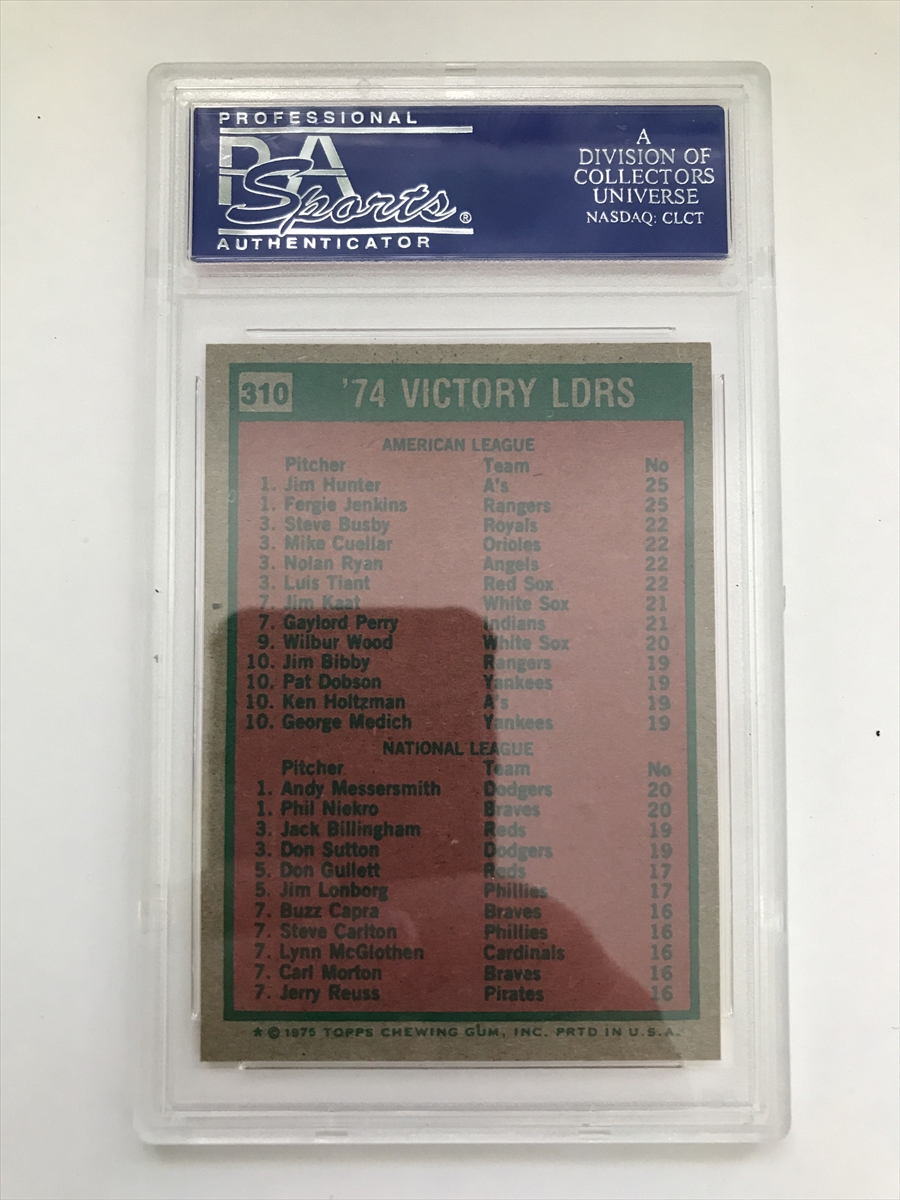 PROFESSIONAL
PSA
Sports®
AUTHENTICATOR
A
DIVISION OF
COLLECTORS
UNIVERSE
NASDAQ: CLCT
310 '74 VICTORY LDRS
AMERICAN LEAGUE
Pitcher Team No
1. Jim Hunter A's 25
1. Fergie Jenkins Rangers 25
3. Steve Busby Royals 22
3. Mike Cuellar Orioles 22
3. Nolan Ryan Angels 22
3. Luis Tiant Red Sox 22
7. Jim Kaat White Sox 21
7. Gaylord Perry Indians 21
9. Wilbur Wood White Sox 20
10. Jim Bibby Rangers 19
10. Pat Dobson Yankees 19
10. Ken Holtzman A's 19
10. George Medich Yankees 19
NATIONAL LEAGUE
Pitcher Team No
1. Andy Messersmith Dodgers 20
1. Phil Niekro Braves 20
3. Jack Billingham Reds 19
3. Don Sutton Dodgers 19
5. Don Gullett Reds 17
5. Jim Lonborg Phillies 17
7. Buzz Capra Braves 16
7. Steve Carlton Phillies 16
7. Lynn McGlothen Cardinals 16
7. Carl Morton Braves 16
7. Jerry Reuss Pirates 16
★ © 1975 TOPPS CHEWING GUM, INC. PRTD IN U.S.A.